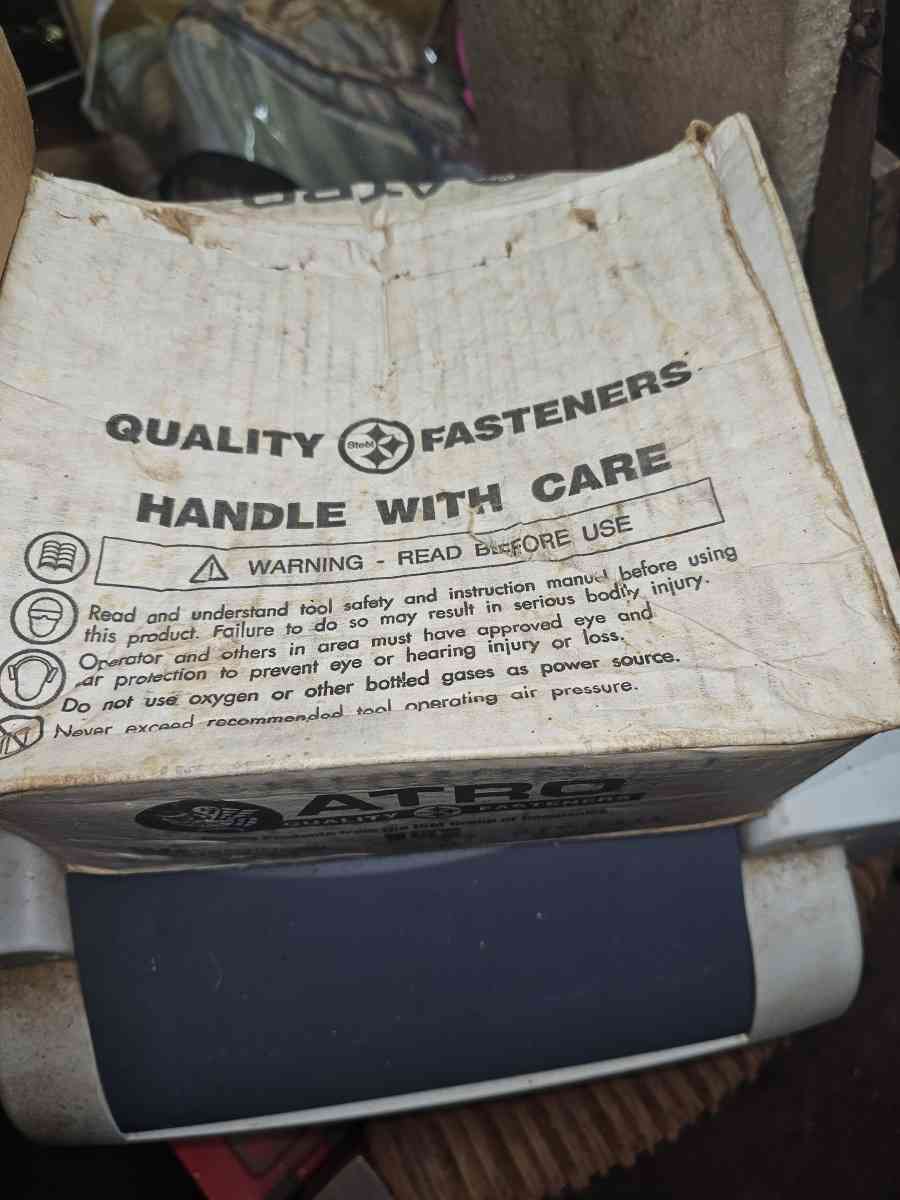 ATRO
QUALITY SteM FASTENERS
HANDLE WITH CARE
WARNING - READ BEFORE USE
Read and understand tool safety and instruction manual before using
this product. Failure to do so may result in serious bodily injury.
Operator and others in area must have approved eye and
ear protection to prevent eye or hearing injury or loss.
Do not use oxygen or other bottled gases as power source.
Never exceed recommended tool operating air pressure.
ATRO
QUALITY FASTENERS